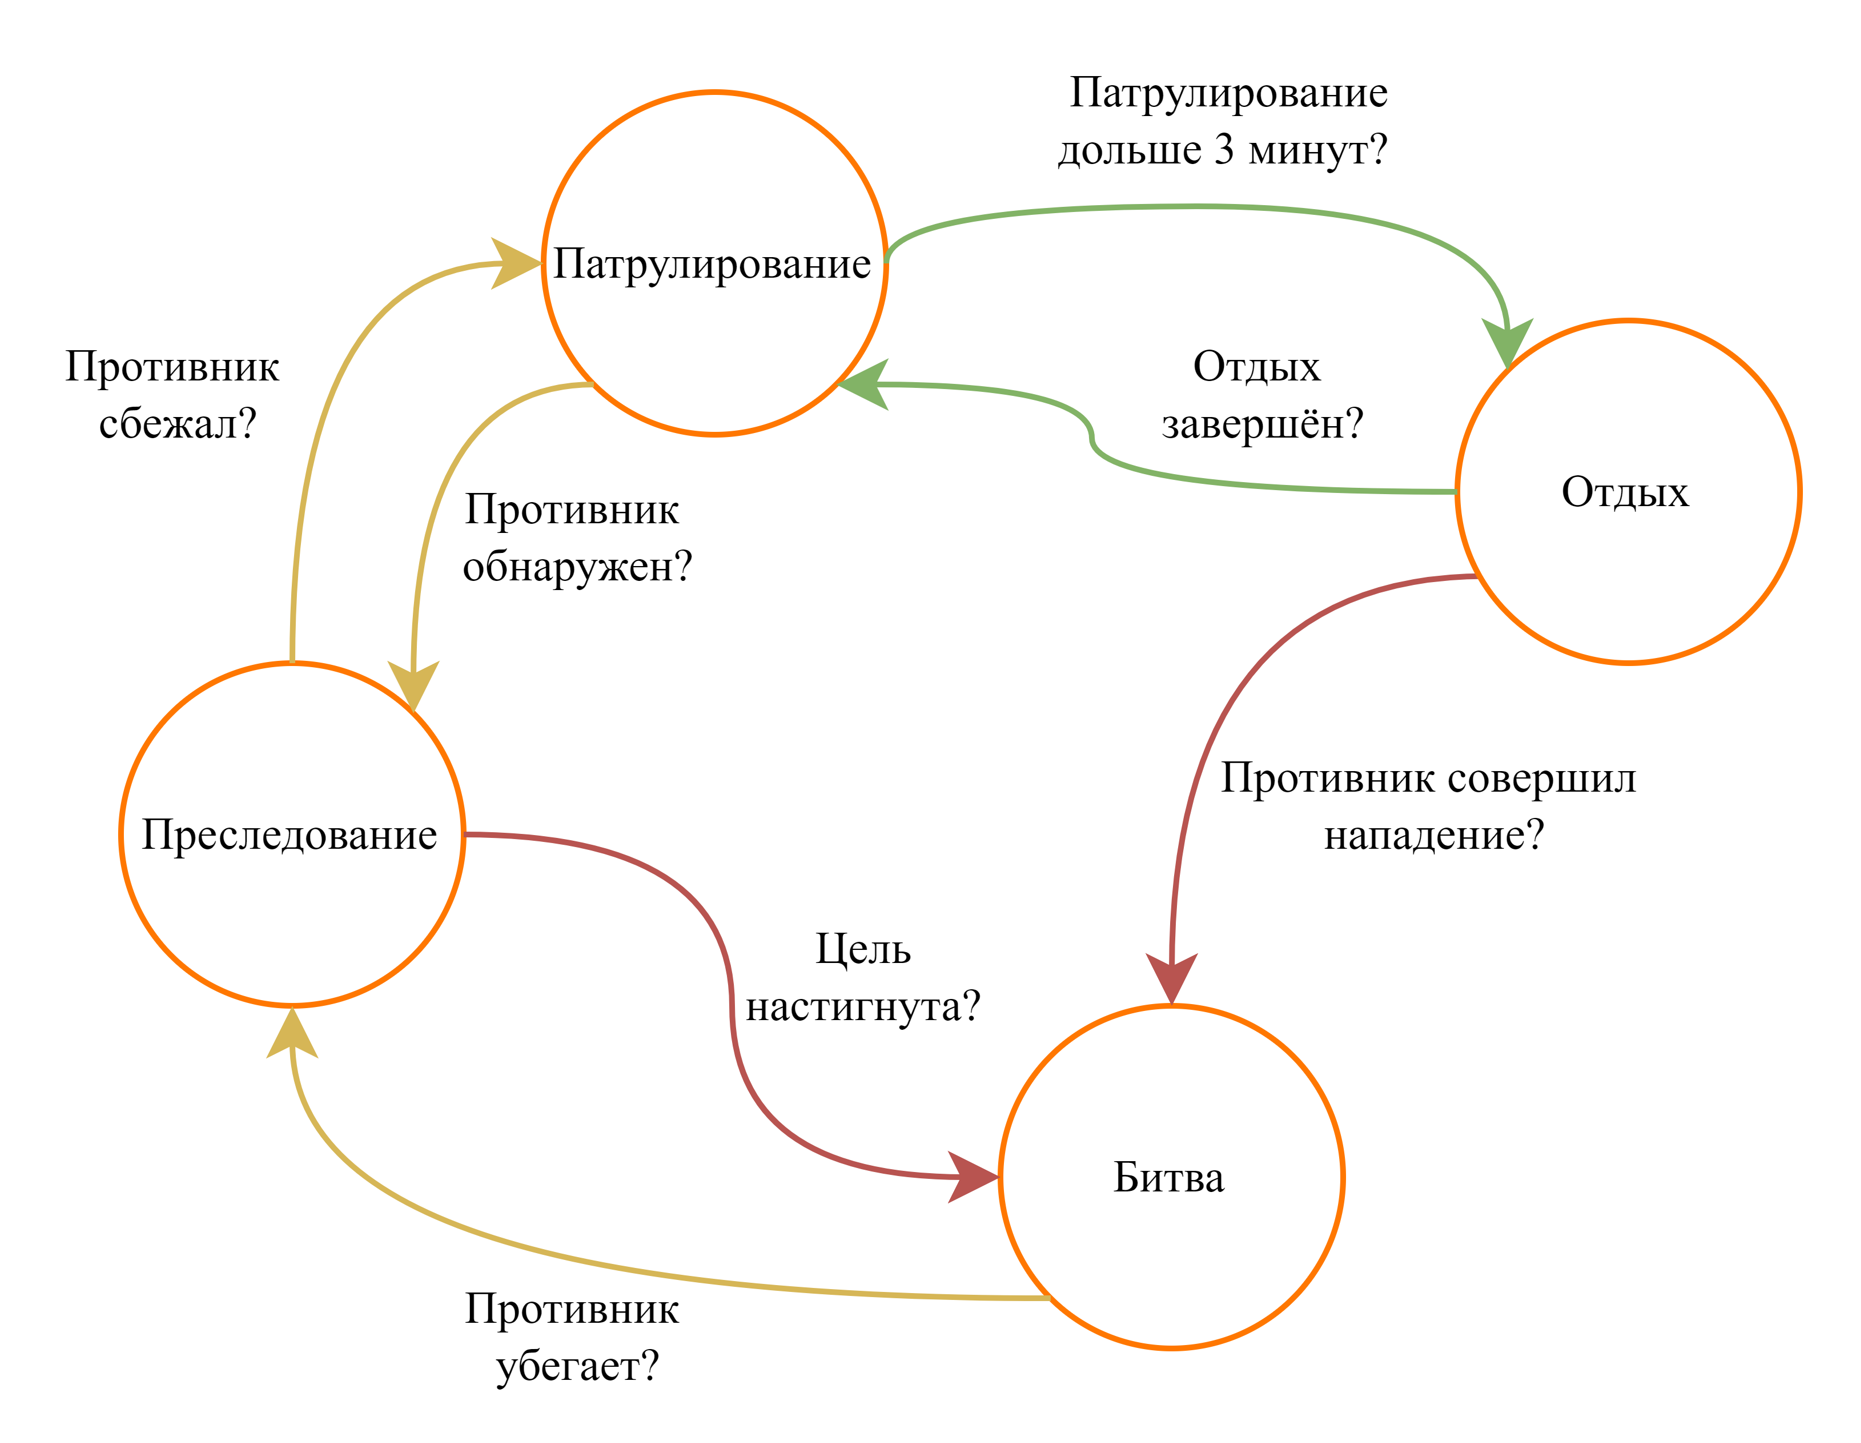 Патрулирование
дольше 3 минут?
Патрулирование
Противник
сбежал?
Отдых
завершён?
Отдых
Противник
обнаружен?
Противник совершил
нападение?
Преследование
Цель
настигнута?
Битва
Противник
убегает?